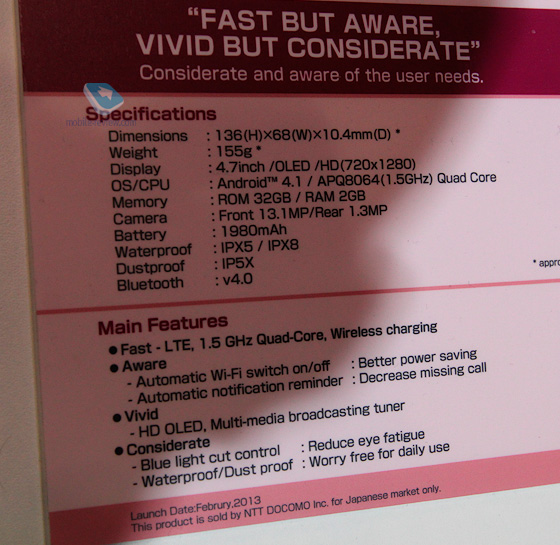 “FAST BUT AWARE,
VIVID BUT CONSIDERATE”
Considerate and aware of the user needs.
Specifications
Dimensions : 136(H)×68(W)×10.4mm(D) *
Weight : 155g *
Display : 4.7inch /OLED /HD(720x1280)
OS/CPU : Android™ 4.1 / APQ8064(1.5GHz) Quad Core
Memory : ROM 32GB / RAM 2GB
Camera : Front 13.1MP/Rear 1.3MP
Battery : 1980mAh
Waterproof : IPX5 / IPX8
Dustproof : IP5X
Bluetooth : v4.0
* appro
Main Features
● Fast - LTE, 1.5 GHz Quad-Core, Wireless charging
● Aware
- Automatic Wi-Fi switch on/off : Better power saving
- Automatic notification reminder : Decrease missing call
● Vivid
- HD OLED, Multi-media broadcasting tuner
● Considerate
- Blue light cut control : Reduce eye fatigue
- Waterproof/Dust proof : Worry free for daily use
Launch Date:Februry,2013
This product is sold by NTT DOCOMO Inc. for Japanese market only.